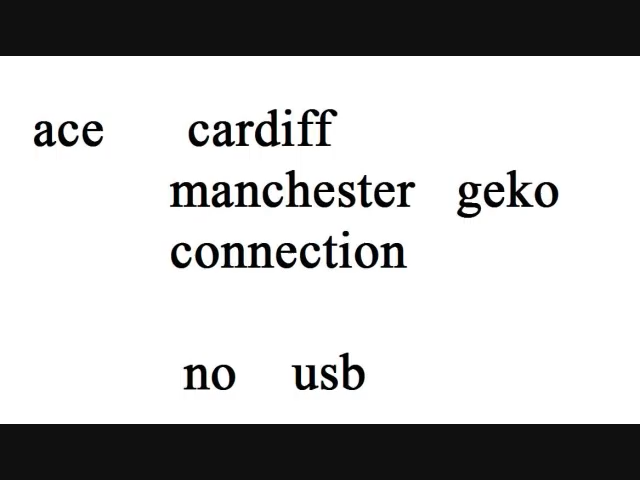 ace cardiff
manchester geko
connection
no usb